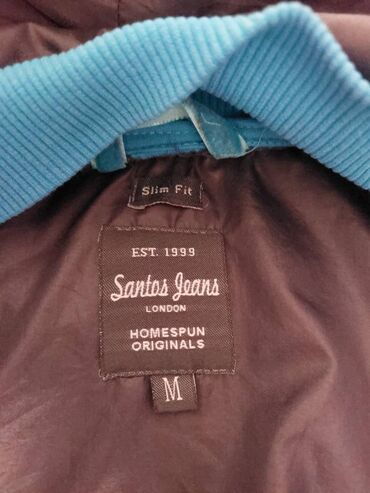 Slim Fit
EST. 1999
Santos Jeans
LONDON
HOMESPUN
ORIGINALS
M